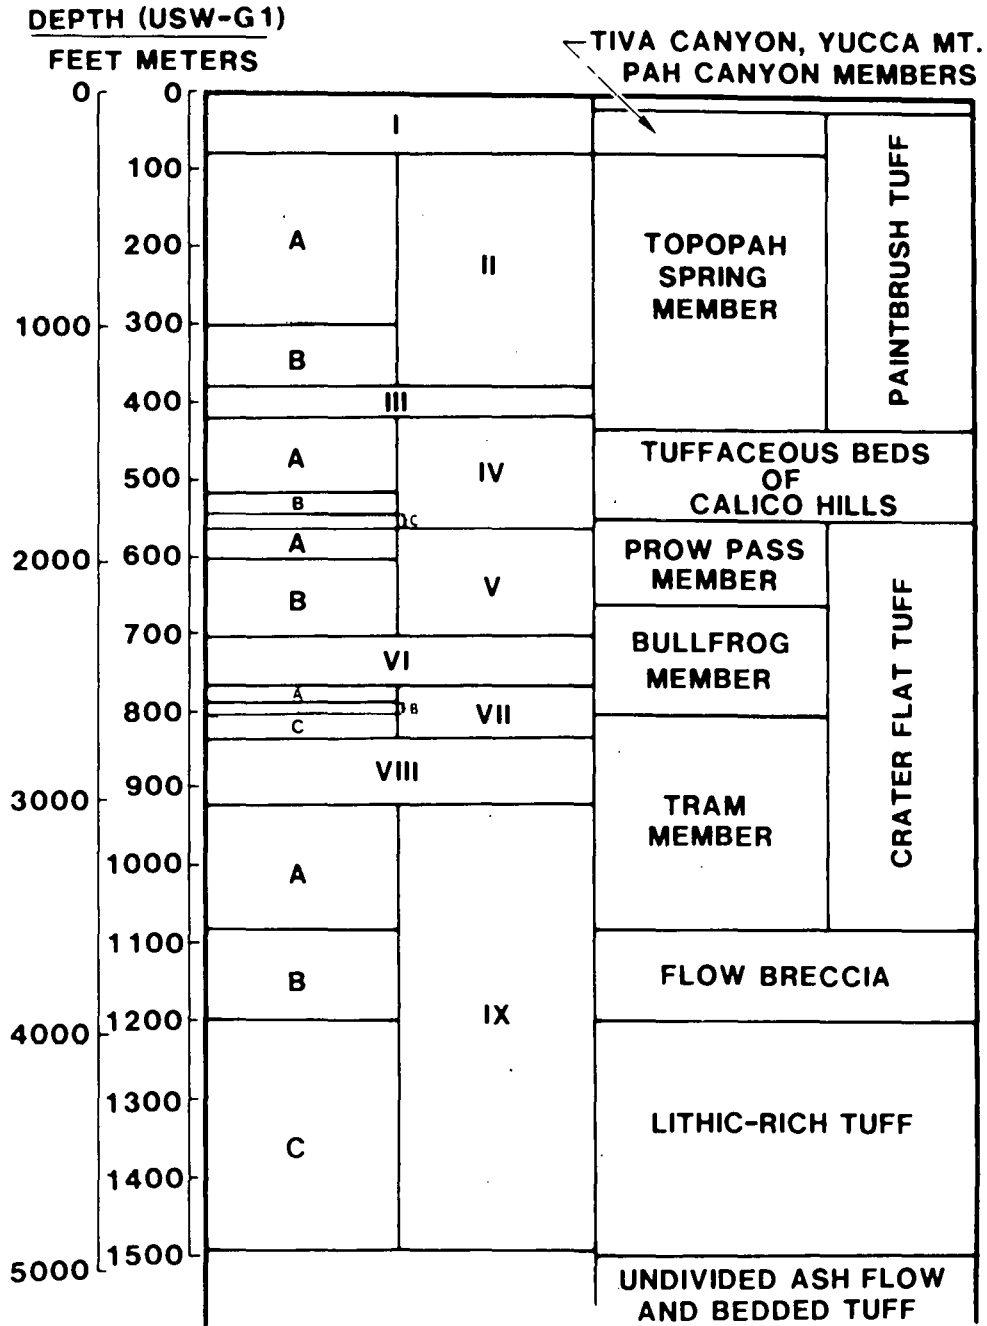 DEPTH (USW-G1)
FEET METERS
TIVA CANYON, YUCCA MT.
PAH CANYON MEMBERS
0
0
100
200
300
1000
400
500
600
2000
700
800
900
3000
1000
1100
1200
4000
1300
1400
1500
5000
I
A
II
B
III
A
IV
B
C
A
V
B
VI
A
B
VII
C
VIII
A
B
IX
C
TOPOPAH
SPRING
MEMBER
PAINTBRUSH TUFF
TUFFACEOUS BEDS
OF
CALICO HILLS
PROW PASS
MEMBER
BULLFROG
MEMBER
TRAM
MEMBER
CRATER FLAT TUFF
FLOW BRECCIA
LITHIC-RICH TUFF
UNDIVIDED ASH FLOW
AND BEDDED TUFF